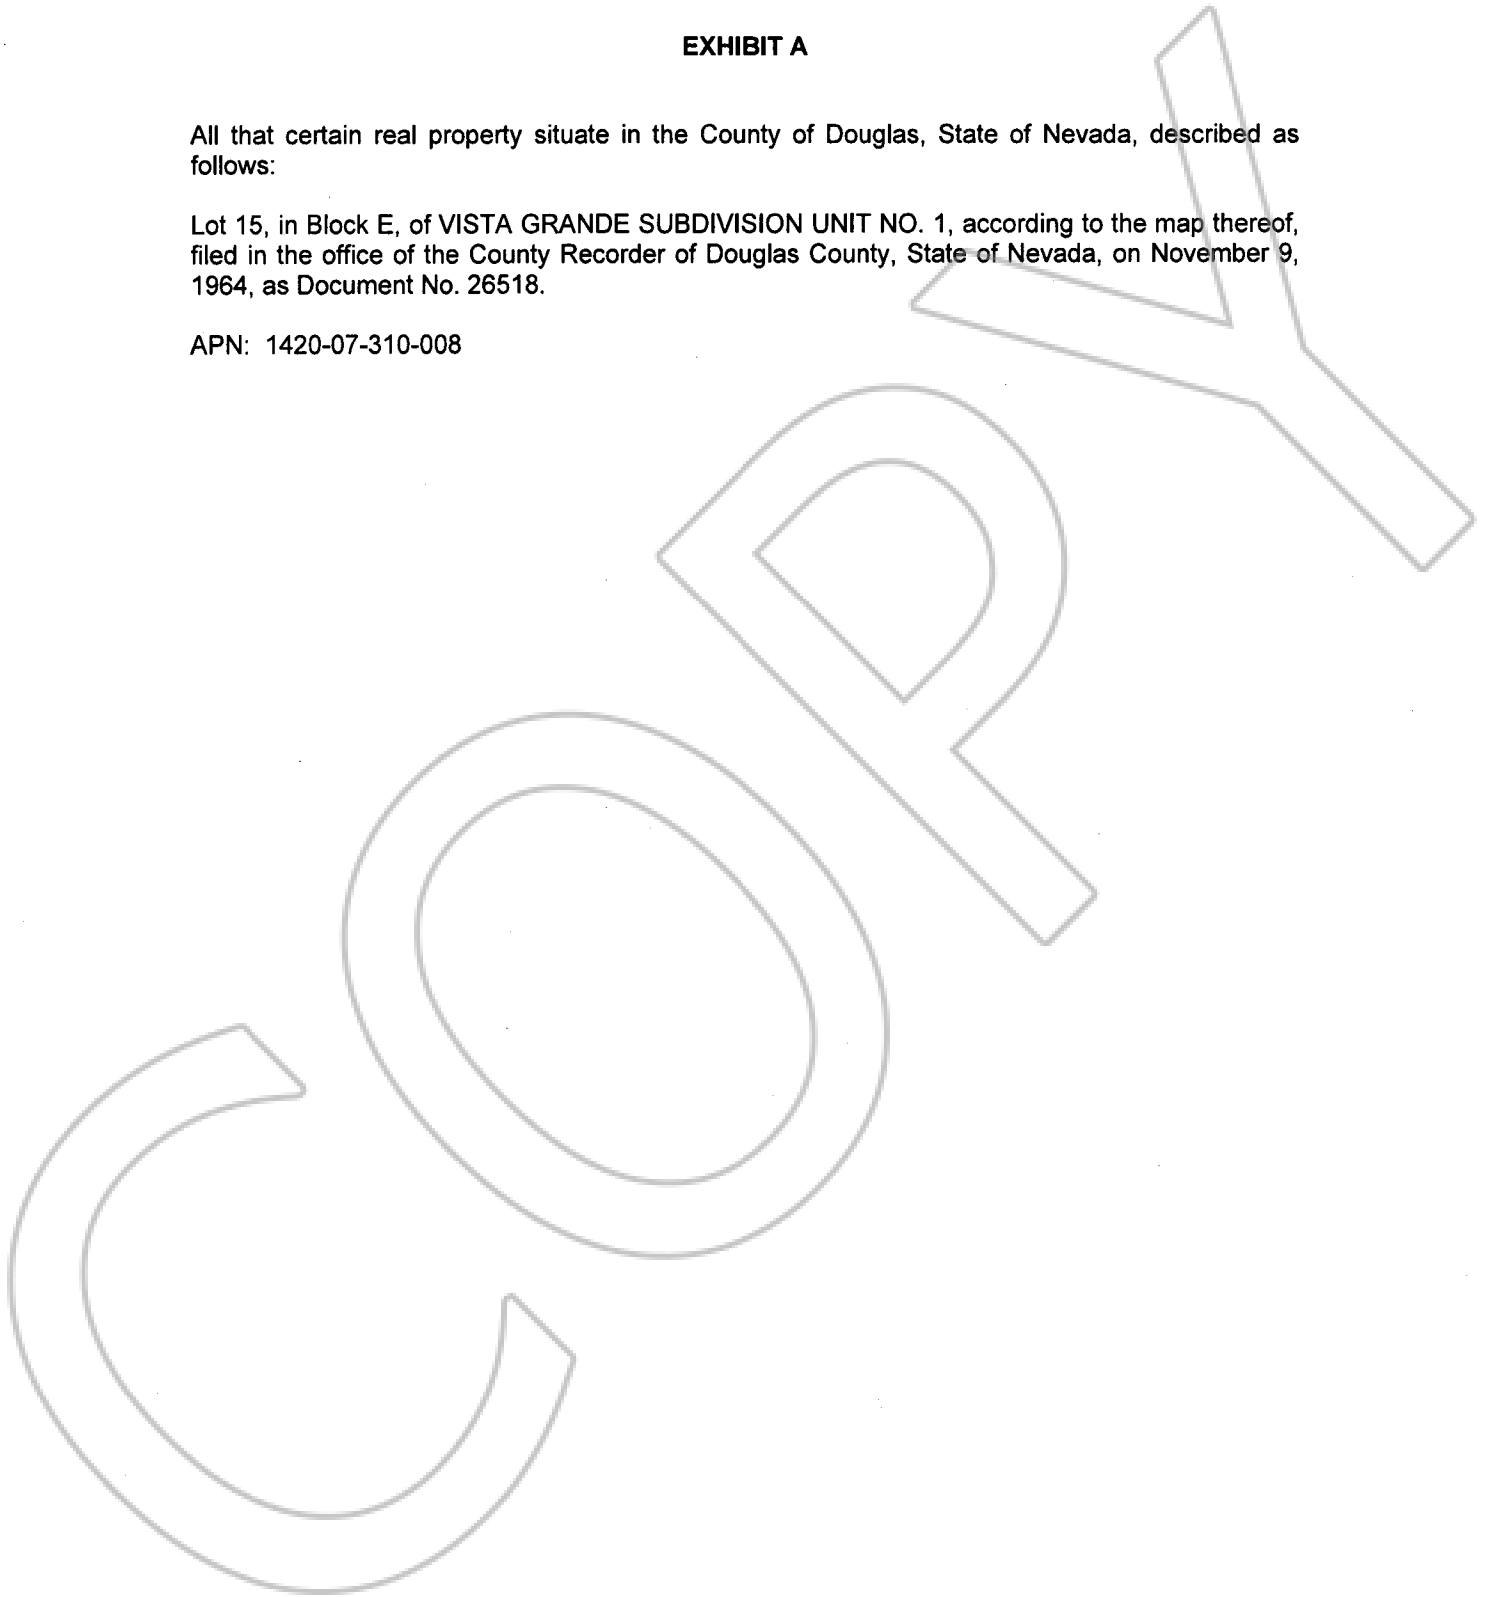 EXHIBIT A
All that certain real property situate in the County of Douglas, State of Nevada, described as
follows:
Lot 15, in Block E, of VISTA GRANDE SUBDIVISION UNIT NO. 1, according to the map thereof,
filed in the office of the County Recorder of Douglas County, State of Nevada, on November 9,
1964, as Document No. 26518.
APN: 1420-07-310-008
COPY